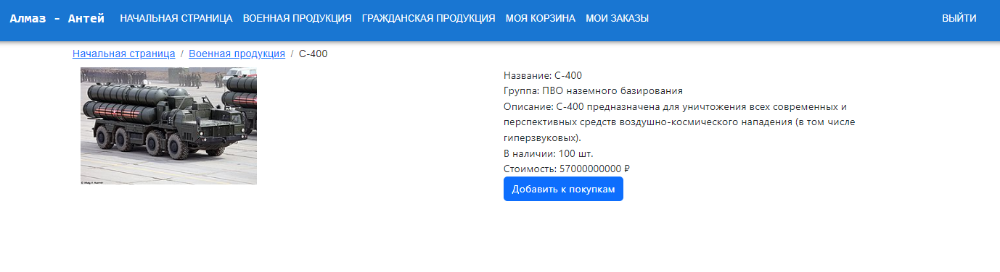 Алмаз - Антей НАЧАЛЬНАЯ СТРАНИЦА ВОЕННАЯ ПРОДУКЦИЯ ГРАЖДАНСКАЯ ПРОДУКЦИЯ МОЯ КОРЗИНА МОИ ЗАКАЗЫ ВЫЙТИ
Начальная страница / Военная продукция / С-400
Название: С-400
Группа: ПВО наземного базирования
Описание: С-400 предназначена для уничтожения всех современных и
перспективных средств воздушно-космического нападения (в том числе
гиперзвуковых).
В наличии: 100 шт.
Стоимость: 57000000000 ₽
Добавить к покупкам